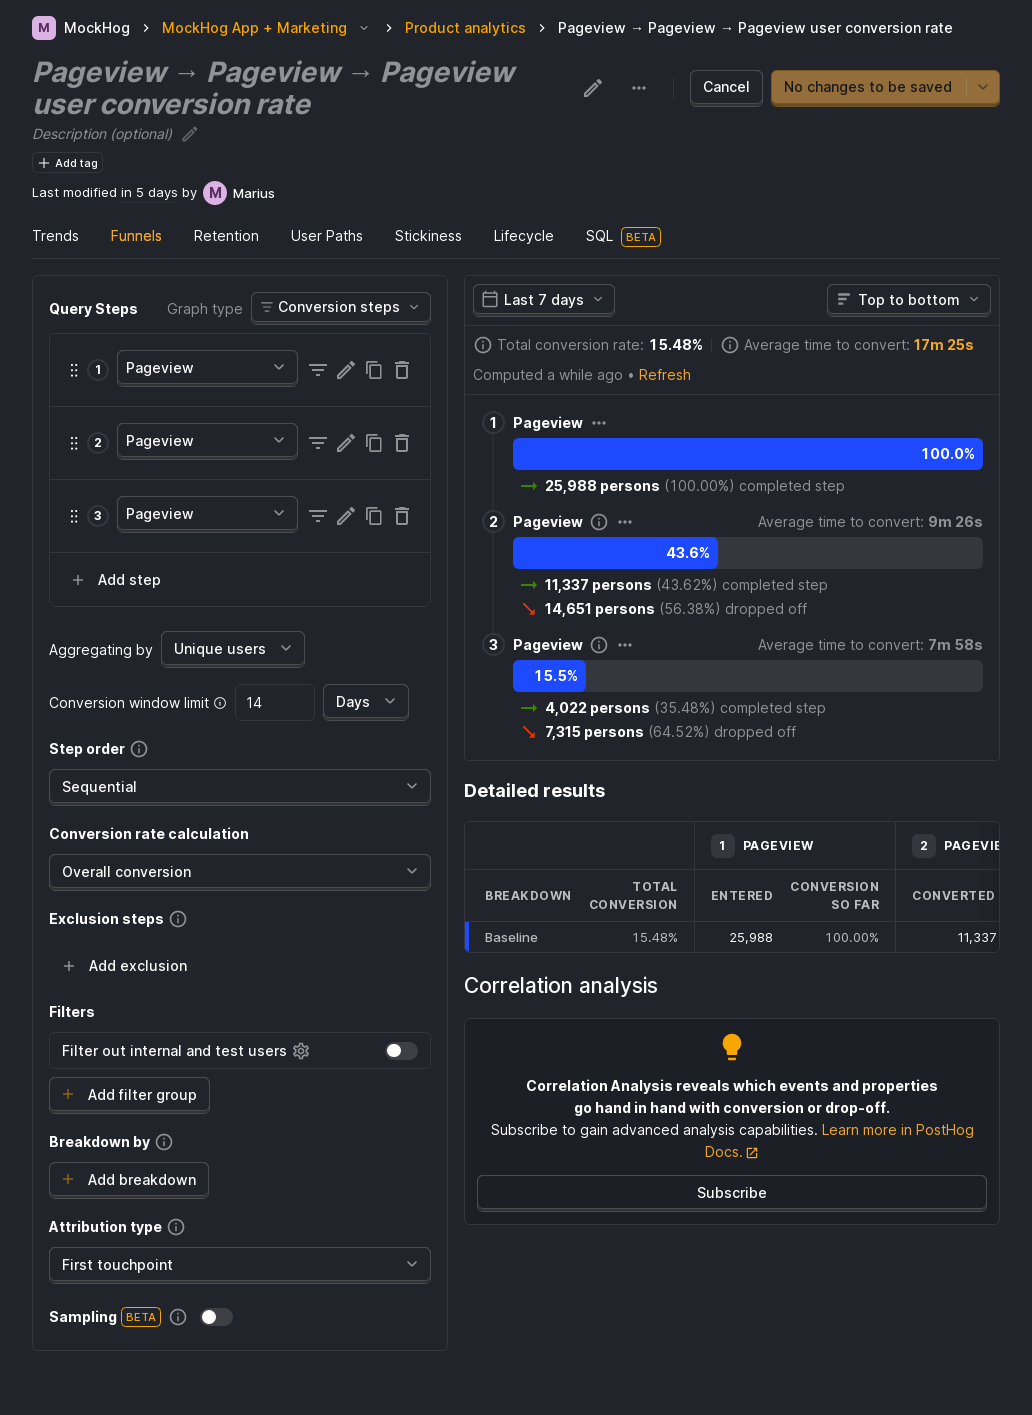 M MockHog > MockHog App + Marketing > Product analytics > Pageview → Pageview → Pageview user conversion rate
Pageview → Pageview → Pageview
user conversion rate
Cancel
No changes to be saved
Description (optional)
+ Add tag
Last modified in 5 days by M Marius
Trends Funnels Retention User Paths Stickiness Lifecycle SQL BETA
Query Steps Graph type Conversion steps
1 Pageview
2 Pageview
3 Pageview
+ Add step
Aggregating by Unique users
Conversion window limit 14 Days
Step order
Sequential
Conversion rate calculation
Overall conversion
Exclusion steps
+ Add exclusion
Filters
Filter out internal and test users
+ Add filter group
Breakdown by
+ Add breakdown
Attribution type
First touchpoint
Sampling BETA
Last 7 days Top to bottom
Total conversion rate: 15.48% Average time to convert: 17m 25s
Computed a while ago • Refresh
1 Pageview
100.0%
→ 25,988 persons (100.00%) completed step
2 Pageview Average time to convert: 9m 26s
43.6%
→ 11,337 persons (43.62%) completed step
↘ 14,651 persons (56.38%) dropped off
3 Pageview Average time to convert: 7m 58s
15.5%
→ 4,022 persons (35.48%) completed step
↘ 7,315 persons (64.52%) dropped off
Detailed results
1 PAGEVIEW 2 PAGEVIE
BREAKDOWN TOTAL CONVERSION ENTERED CONVERSION SO FAR CONVERTED
Baseline 15.48% 25,988 100.00% 11,337
Correlation analysis
Correlation Analysis reveals which events and properties
go hand in hand with conversion or drop-off.
Subscribe to gain advanced analysis capabilities. Learn more in PostHog
Docs.
Subscribe